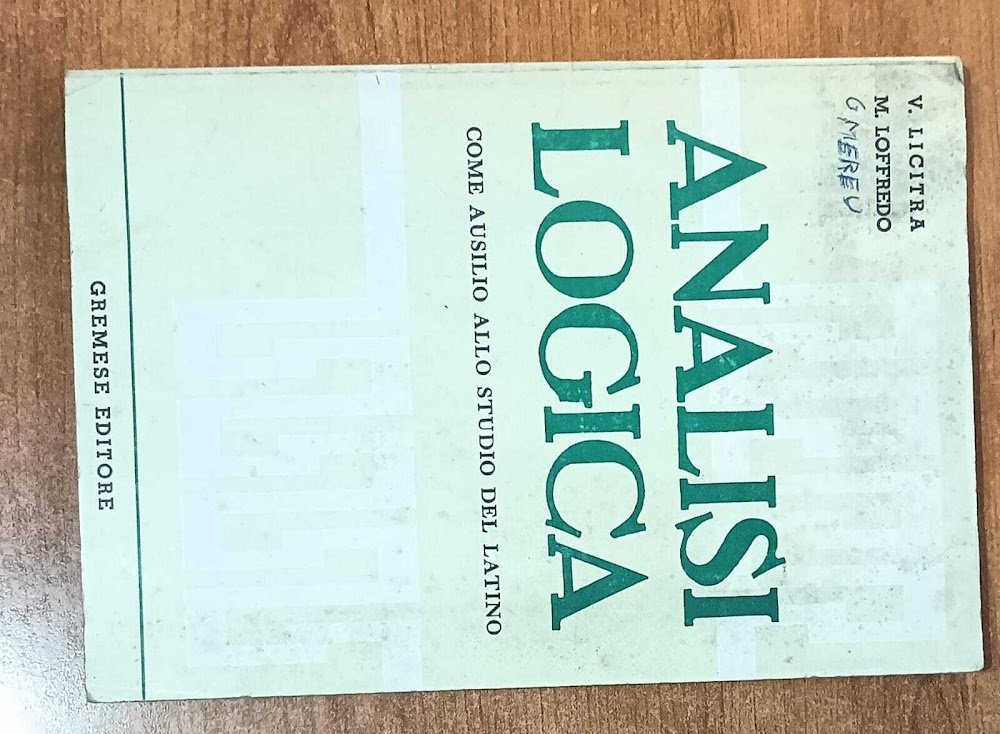 V. LICITRA
M. LOFFREDO
G MEREU
ANALISI
LOGICA
COME AUSILIO ALLO STUDIO DEL LATINO
GREMESE EDITORE